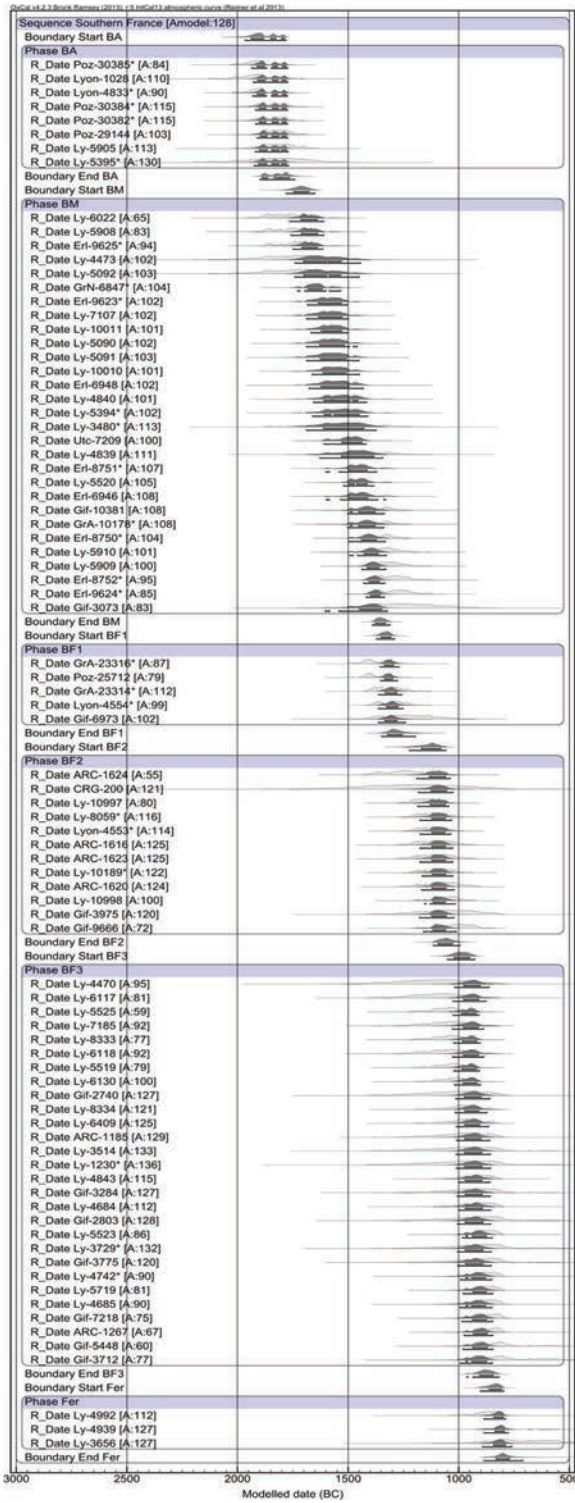 OxCal v4.2.3 Bronk Ramsey (2013); r:5 IntCal13 atmospheric curve (Reimer et al 2013)
Sequence Southern France [Amodel:128]
Boundary Start BA
Phase BA
R_Date Poz-30385* [A:84]
R_Date Lyon-1028 [A:110]
R_Date Lyon-4833* [A:90]
R_Date Poz-30384* [A:115]
R_Date Poz-30382* [A:115]
R_Date Poz-29144 [A:103]
R_Date Ly-5905 [A:113]
R_Date Ly-5395* [A:130]
Boundary End BA
Boundary Start BM
Phase BM
R_Date Ly-6022 [A:65]
R_Date Ly-5908 [A:83]
R_Date Erl-9625* [A:94]
R_Date Ly-4473 [A:102]
R_Date Ly-5092 [A:103]
R_Date GrN-6847* [A:104]
R_Date Erl-9623* [A:102]
R_Date Ly-7107 [A:102]
R_Date Ly-10011 [A:101]
R_Date Ly-5090 [A:102]
R_Date Ly-5091 [A:103]
R_Date Ly-10010 [A:101]
R_Date Erl-6948 [A:102]
R_Date Ly-4840 [A:101]
R_Date Ly-5394* [A:102]
R_Date Ly-3480* [A:113]
R_Date Utc-7209 [A:100]
R_Date Ly-4839 [A:111]
R_Date Erl-8751* [A:107]
R_Date Ly-5520 [A:105]
R_Date Erl-6946 [A:108]
R_Date Gif-10381 [A:108]
R_Date GrA-10178* [A:108]
R_Date Erl-8750* [A:104]
R_Date Ly-5910 [A:101]
R_Date Ly-5909 [A:100]
R_Date Erl-8752* [A:95]
R_Date Erl-9624* [A:85]
R_Date Gif-3073 [A:83]
Boundary End BM
Boundary Start BF1
Phase BF1
R_Date GrA-23316* [A:87]
R_Date Poz-25712 [A:79]
R_Date GrA-23314* [A:112]
R_Date Lyon-4554* [A:99]
R_Date Gif-6973 [A:102]
Boundary End BF1
Boundary Start BF2
Phase BF2
R_Date ARC-1624 [A:55]
R_Date CRG-200 [A:121]
R_Date Ly-10997 [A:80]
R_Date Ly-8059* [A:116]
R_Date Lyon-4553* [A:114]
R_Date ARC-1616 [A:125]
R_Date ARC-1623 [A:125]
R_Date Ly-10189* [A:122]
R_Date ARC-1620 [A:124]
R_Date Ly-10998 [A:100]
R_Date Gif-3975 [A:120]
R_Date Gif-9666 [A:72]
Boundary End BF2
Boundary Start BF3
Phase BF3
R_Date Ly-4470 [A:95]
R_Date Ly-6117 [A:81]
R_Date Ly-5525 [A:59]
R_Date Ly-7185 [A:92]
R_Date Ly-8333 [A:77]
R_Date Ly-6118 [A:92]
R_Date Ly-5519 [A:79]
R_Date Ly-6130 [A:100]
R_Date Gif-2740 [A:127]
R_Date Ly-8334 [A:121]
R_Date Ly-6409 [A:125]
R_Date ARC-1185 [A:129]
R_Date Ly-3514 [A:133]
R_Date Ly-1230* [A:136]
R_Date Ly-4843 [A:115]
R_Date Gif-3284 [A:127]
R_Date Ly-4684 [A:112]
R_Date Gif-2803 [A:128]
R_Date Ly-5523 [A:86]
R_Date Ly-3729* [A:132]
R_Date Gif-3775 [A:120]
R_Date Ly-4742* [A:90]
R_Date Ly-5719 [A:81]
R_Date Ly-4685 [A:90]
R_Date Gif-7218 [A:75]
R_Date ARC-1267 [A:67]
R_Date Gif-5448 [A:60]
R_Date Gif-3712 [A:77]
Boundary End BF3
Boundary Start Fer
Phase Fer
R_Date Ly-4992 [A:112]
R_Date Ly-4939 [A:127]
R_Date Ly-3656 [A:127]
Boundary End Fer
3000 2500 2000 1500 1000 500
Modelled date (BC)